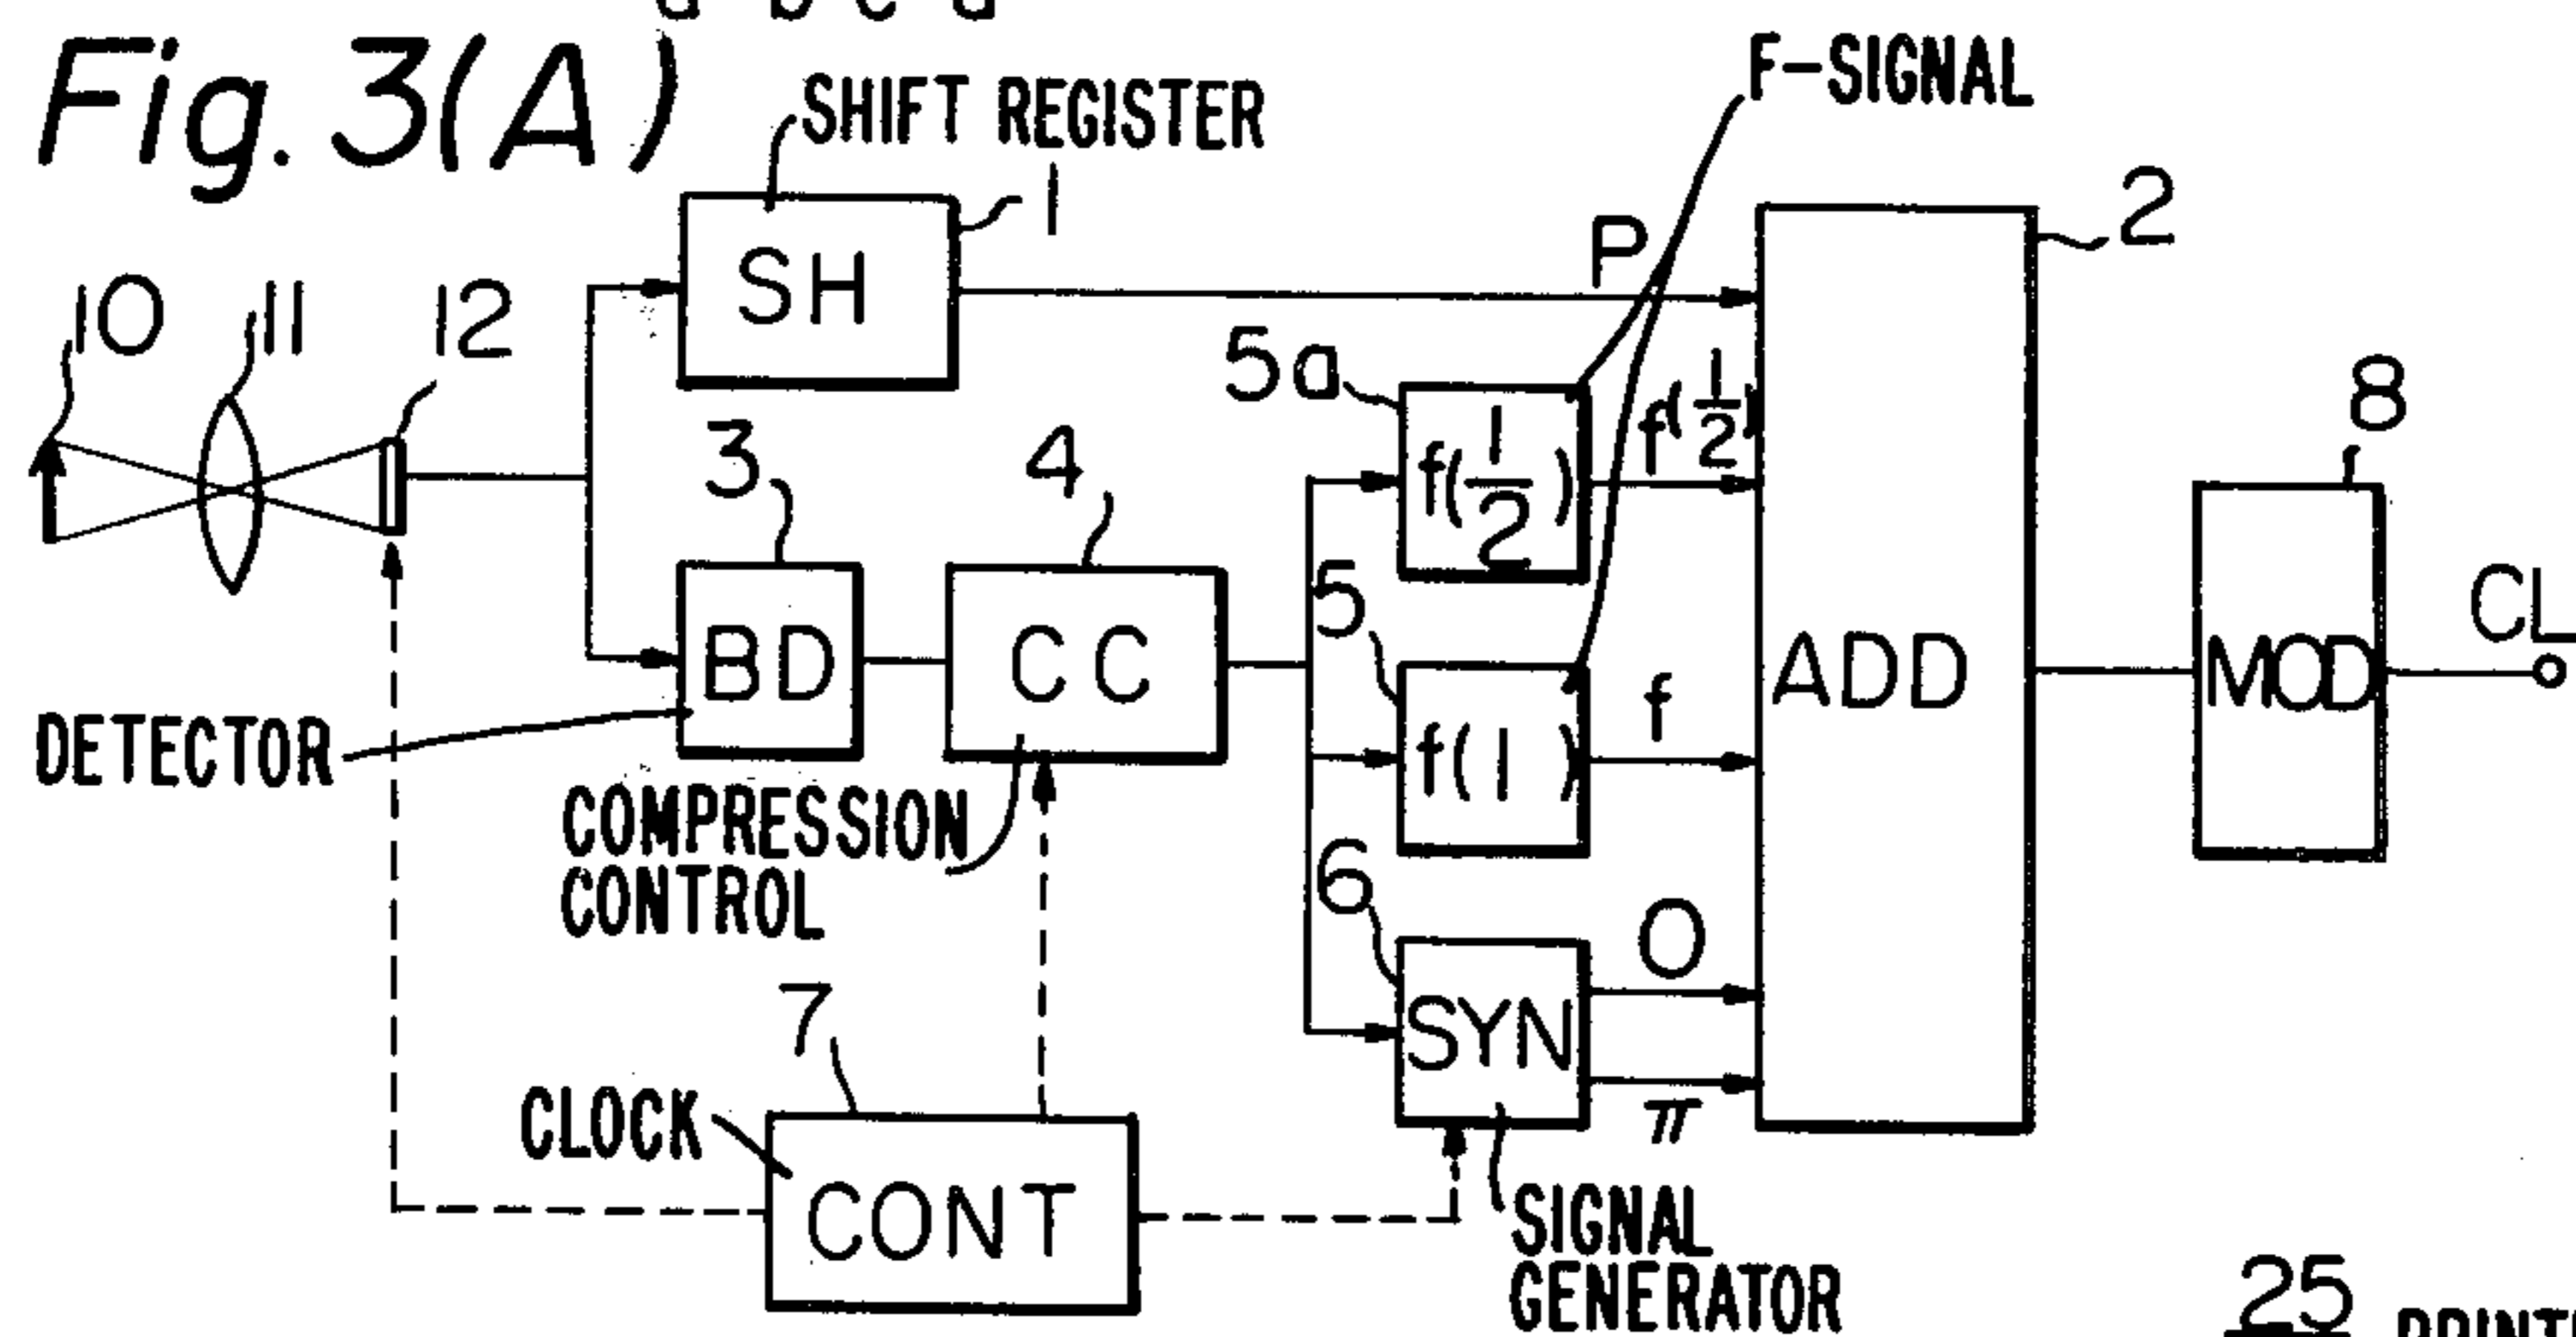 a b c d
Fig. 3(A)
SHIFT REGISTER
F-SIGNAL
1
2
SH
P
10
11
12
5a
f(1/2)
f(1/2)
8
3
4
5
BD
CC
f(1)
f
ADD
MOD
CL
DETECTOR
COMPRESSION
CONTROL
6
SYN
O
π
7
CLOCK
CONT
SIGNAL
GENERATOR
25